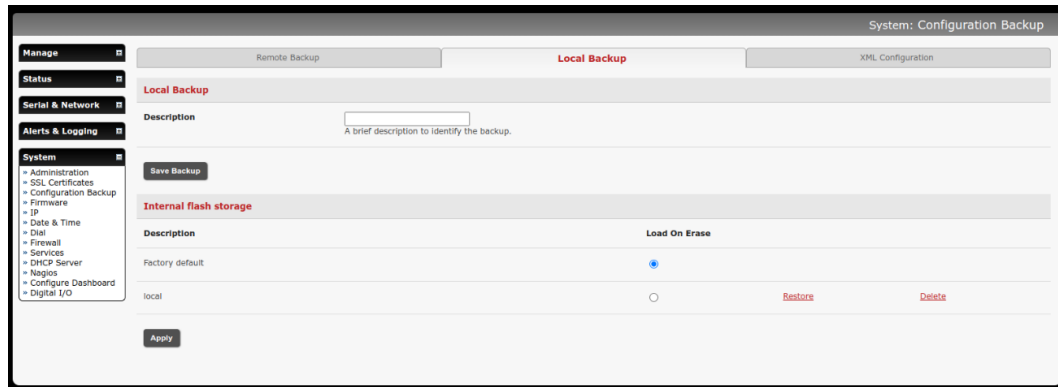 System: Configuration Backup
Manage
Status
Serial & Network
Alerts & Logging
System
» Administration
» SSL Certificates
» Configuration Backup
» Firmware
» IP
» Date & Time
» Dial
» Firewall
» Services
» DHCP Server
» Nagios
» Configure Dashboard
» Digital I/O
Remote Backup Local Backup XML Configuration
Local Backup
Description
A brief description to identify the backup.
Save Backup
Internal flash storage
Description Load On Erase
Factory default
local Restore Delete
Apply